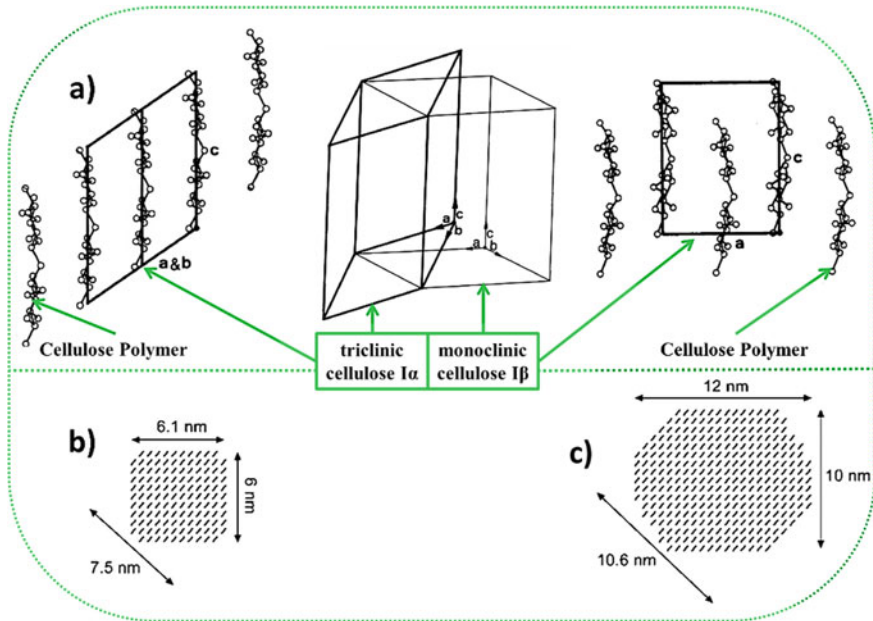 a)
c
a&b
a
c
b
a
c
b
c
a
Cellulose Polymer
triclinic
cellulose Iα
monoclinic
cellulose Iβ
Cellulose Polymer
b)
6.1 nm
6 nm
7.5 nm
c)
12 nm
10 nm
10.6 nm